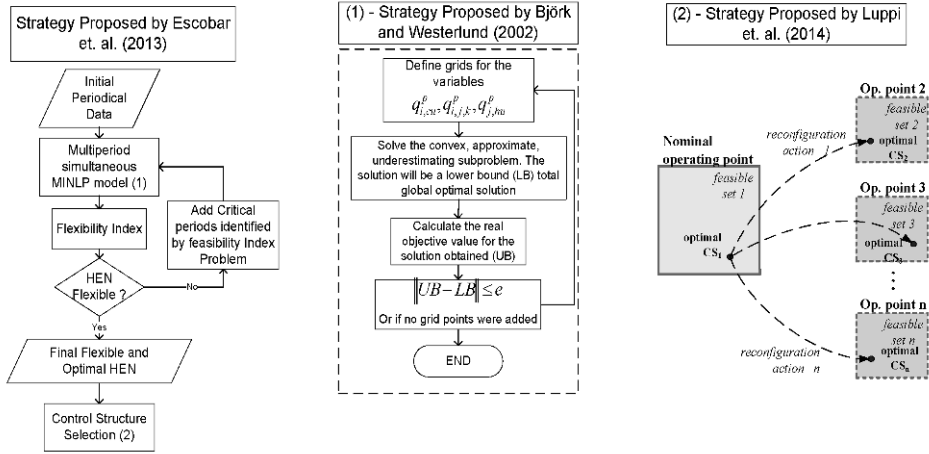 Strategy Proposed by Escobar
et. al. (2013)
Initial
Periodical
Data
Multiperiod
simultaneous
MINLP model (1)
Flexibility Index
HEN
Flexible ?
No
Add Critical
periods identified
by feasibility Index
Problem
Yes
Final Flexible and
Optimal HEN
Control Structure
Selection (2)
(1) - Strategy Proposed by Björk
and Westerlund (2002)
Define grids for the
variables
q^p_{i,cu}, q^p_{i,j,k}, q^p_{j,hu}
Solve the convex, approximate,
underestimating subproblem. The
solution will be a lower bound (LB) total
global optimal solution
Calculate the real
objective value for the
solution obtained (UB)
‖UB−LB‖ ≤ e
Or if no grid points were added
END
(2) - Strategy Proposed by Luppi
et. al. (2014)
Nominal
operating point
feasible
set 1
optimal
CS₁
reconfiguration
action I
Op. point 2
feasible
set 2
optimal
CS₂
Op. point 3
feasible
set 3
optimal
CS₃
reconfiguration
action n
Op. point n
feasible
set n
optimal
CSₙ